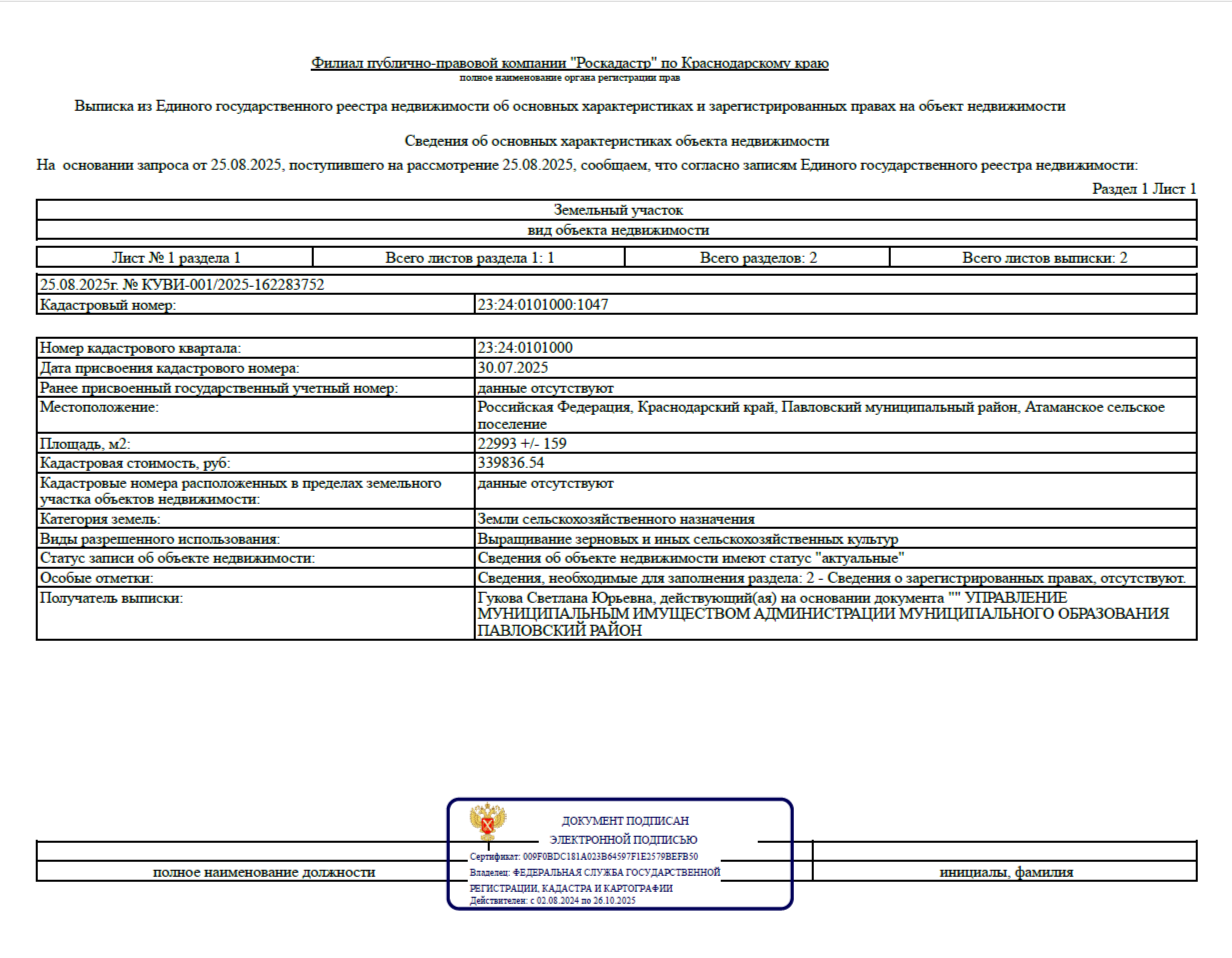 Филиал публично-правовой компании "Роскадастр" по Краснодарскому краю
полное наименование органа регистрации прав
Выписка из Единого государственного реестра недвижимости об основных характеристиках и зарегистрированных правах на объект недвижимости
Сведения об основных характеристиках объекта недвижимости
На основании запроса от 25.08.2025, поступившего на рассмотрение 25.08.2025, сообщаем, что согласно записям Единого государственного реестра недвижимости:
Раздел 1 Лист 1
Земельный участок
вид объекта недвижимости
Лист № 1 раздела 1 Всего листов раздела 1: 1 Всего разделов: 2 Всего листов выписки: 2
25.08.2025г. № КУВИ-001/2025-162283752
Кадастровый номер: 23:24:0101000:1047
Номер кадастрового квартала: 23:24:0101000
Дата присвоения кадастрового номера: 30.07.2025
Ранее присвоенный государственный учетный номер: данные отсутствуют
Местоположение: Российская Федерация, Краснодарский край, Павловский муниципальный район, Атаманское сельское
поселение
Площадь, м2: 22993 +/- 159
Кадастровая стоимость, руб: 339836.54
Кадастровые номера расположенных в пределах земельного данные отсутствуют
участка объектов недвижимости:
Категория земель: Земли сельскохозяйственного назначения
Виды разрешенного использования: Выращивание зерновых и иных сельскохозяйственных культур
Статус записи об объекте недвижимости: Сведения об объекте недвижимости имеют статус "актуальные"
Особые отметки: Сведения, необходимые для заполнения раздела: 2 - Сведения о зарегистрированных правах, отсутствуют.
Получатель выписки: Гукова Светлана Юрьевна, действующий(ая) на основании документа "" УПРАВЛЕНИЕ
МУНИЦИПАЛЬНЫМ ИМУЩЕСТВОМ АДМИНИСТРАЦИИ МУНИЦИПАЛЬНОГО ОБРАЗОВАНИЯ
ПАВЛОВСКИЙ РАЙОН
ДОКУМЕНТ ПОДПИСАН
ЭЛЕКТРОННОЙ ПОДПИСЬЮ
Сертификат: 009F0BDC181A023B64597F1E2579BEFB50
Владелец: ФЕДЕРАЛЬНАЯ СЛУЖБА ГОСУДАРСТВЕННОЙ
РЕГИСТРАЦИИ, КАДАСТРА И КАРТОГРАФИИ
Действителен: с 02.08.2024 по 26.10.2025
полное наименование должности инициалы, фамилия